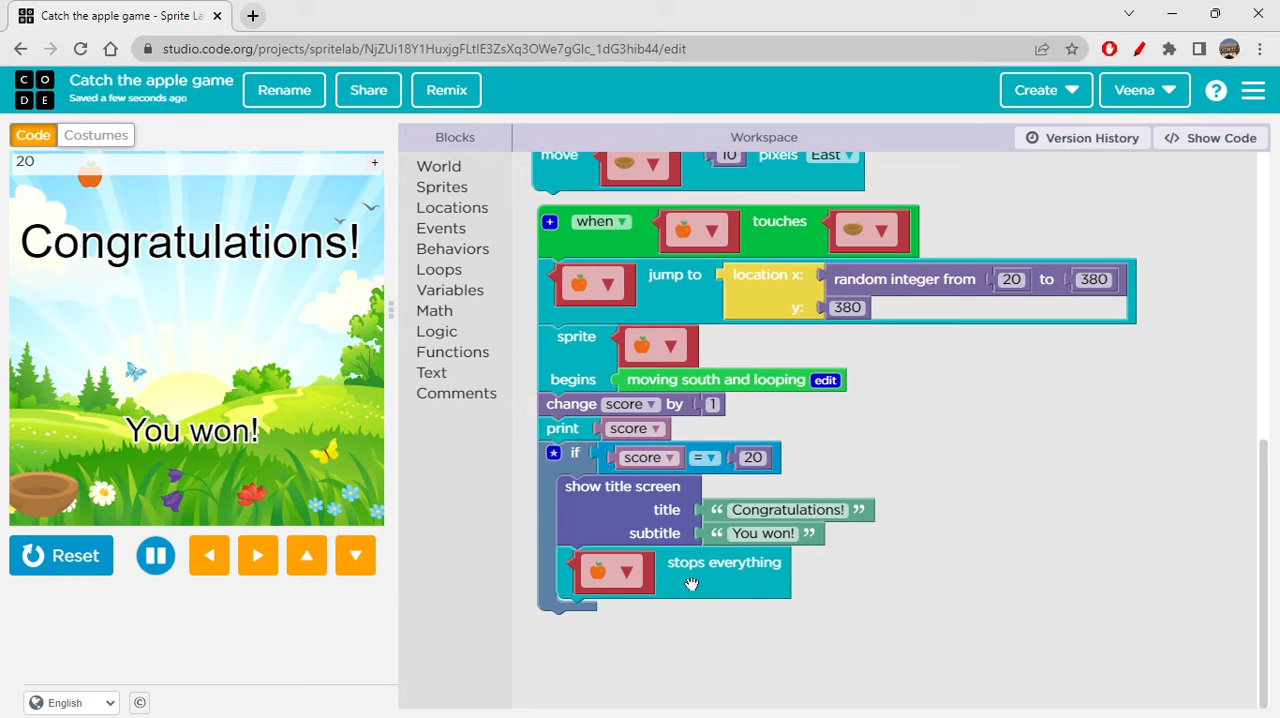 Catch the apple game - Sprite La
studio.code.org/projects/spritelab/NjZUi18Y1HuxjgFLtIE3ZsXq3OWe7gGlc_1dG3hib44/edit
C O
D E
Catch the apple game
Saved a few seconds ago
Rename
Share
Remix
Create
Veena
?
Code
Costumes
Blocks
Workspace
Version History
</> Show Code
20
+
Congratulations!
You won!
Reset
World
Sprites
Locations
Events
Behaviors
Loops
Variables
Math
Logic
Functions
Text
Comments
move 10 pixels East
+ when touches
jump to location x: random integer from 20 to 380
y: 380
sprite
begins moving south and looping edit
change score by 1
print score
if score = 20
show title screen
title “ Congratulations! ”
subtitle “ You won! ”
stops everything
English
©